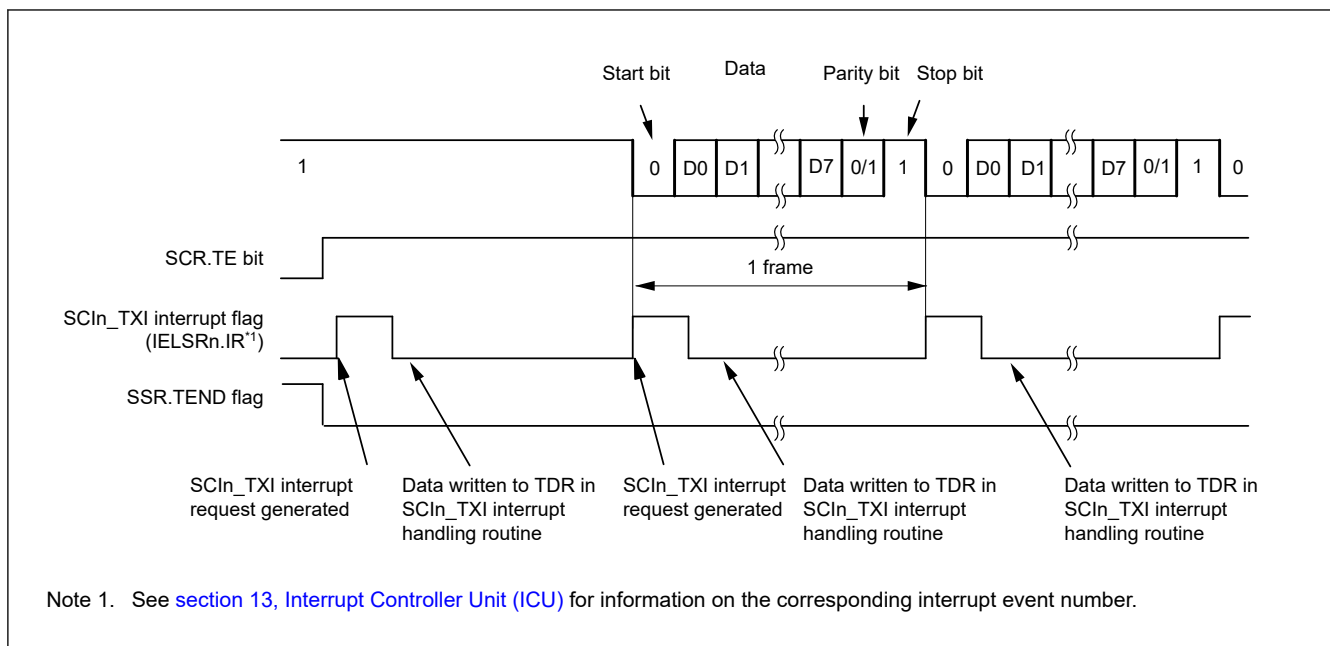 Start bit
Data
Parity bit
Stop bit
1
0
D0
D1
D7
0/1
1
0
D0
D1
D7
0/1
1
0
SCR.TE bit
1 frame
SCIn_TXI interrupt flag
(IELSRn.IR*1)
SSR.TEND flag
SCIn_TXI interrupt
request generated
Data written to TDR in
SCIn_TXI interrupt
handling routine
SCIn_TXI interrupt
request generated
Data written to TDR in
SCIn_TXI interrupt
handling routine
Data written to TDR in
SCIn_TXI interrupt
handling routine
Note 1. See section 13, Interrupt Controller Unit (ICU) for information on the corresponding interrupt event number.